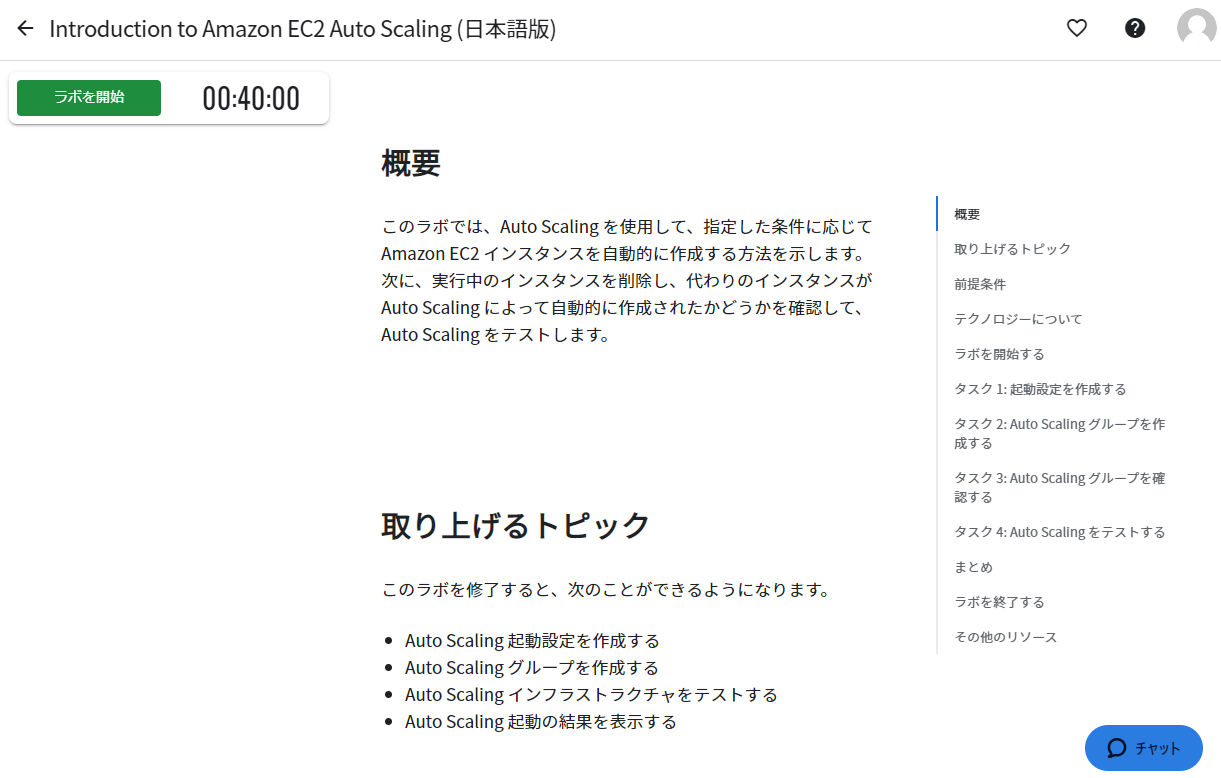 Introduction to Amazon EC2 Auto Scaling (日本語版)
ラボを開始
00:40:00
概要
このラボでは、Auto Scaling を使用して、指定した条件に応じて
Amazon EC2 インスタンスを自動的に作成する方法を示します。
次に、実行中のインスタンスを削除し、代わりのインスタンスが
Auto Scaling によって自動的に作成されたかどうかを確認して、
Auto Scaling をテストします。
取り上げるトピック
このラボを修了すると、次のことができるようになります。
• Auto Scaling 起動設定を作成する
• Auto Scaling グループを作成する
• Auto Scaling インフラストラクチャをテストする
• Auto Scaling 起動の結果を表示する
概要
取り上げるトピック
前提条件
テクノロジーについて
ラボを開始する
タスク 1: 起動設定を作成する
タスク 2: Auto Scaling グループを作
成する
タスク 3: Auto Scaling グループを確
認する
タスク 4: Auto Scaling をテストする
まとめ
ラボを終了する
その他のリソース
チャット